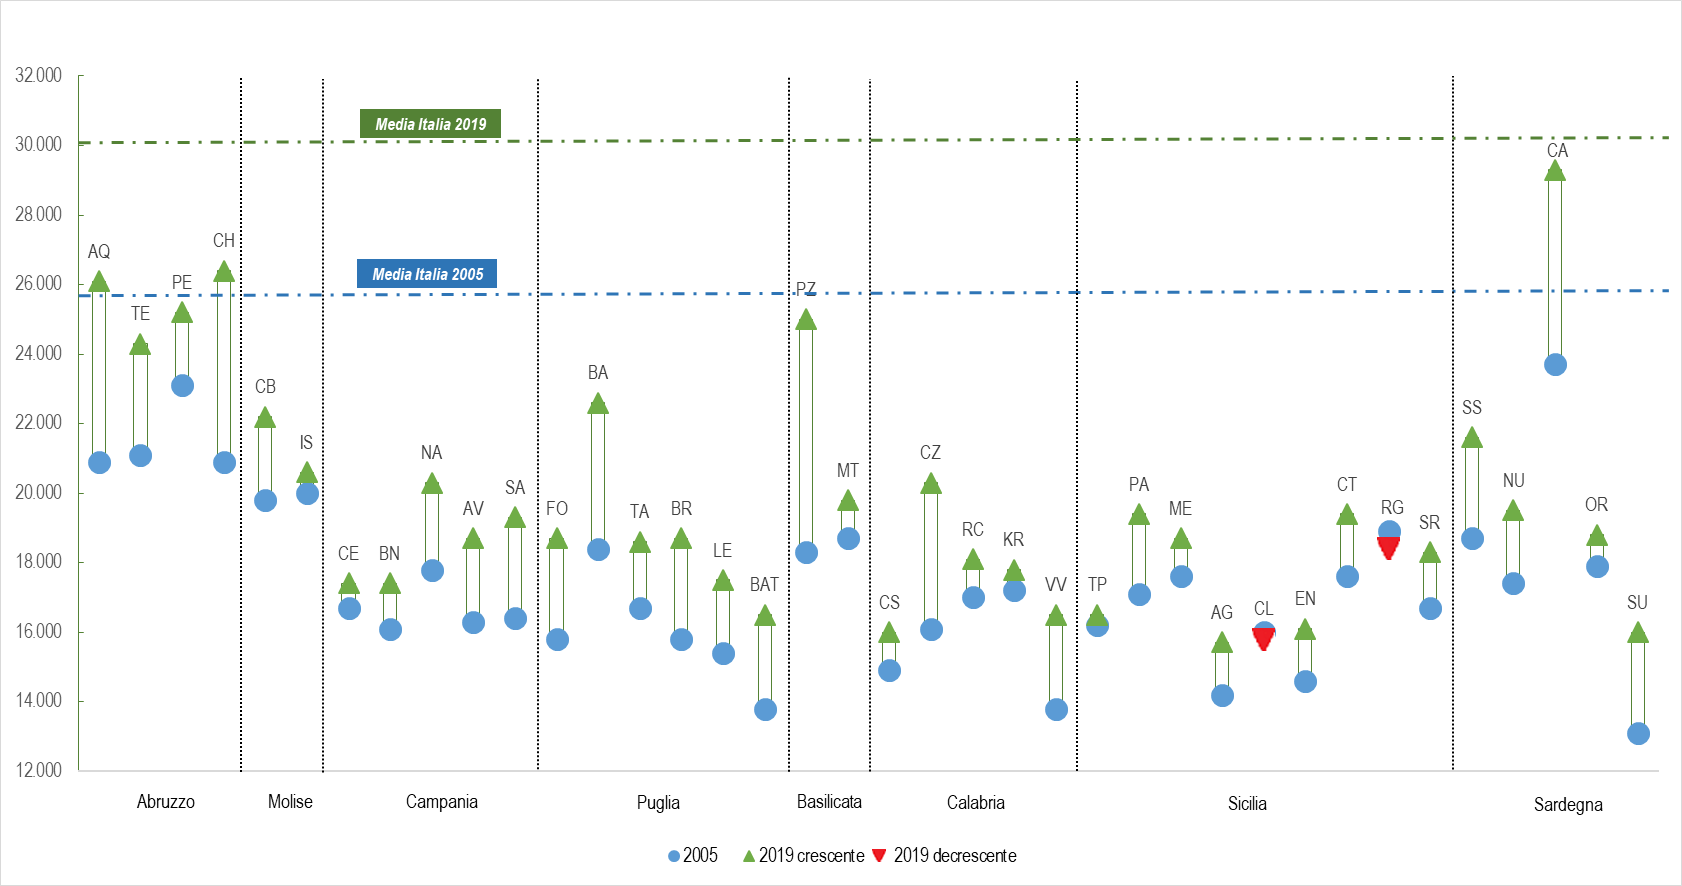 32.000
30.000
28.000
26.000
24.000
22.000
20.000
18.000
16.000
14.000
12.000
Media Italia 2019
Media Italia 2005
AQ
TE
PE
CH
CB
IS
CE
BN
NA
AV
SA
FO
BA
TA
BR
LE
BAT
PZ
MT
CS
CZ
RC
KR
VV
TP
PA
ME
AG
CL
EN
CT
RG
SR
SS
NU
CA
OR
SU
Abruzzo
Molise
Campania
Puglia
Basilicata
Calabria
Sicilia
Sardegna
2005
2019 crescente
2019 decrescente